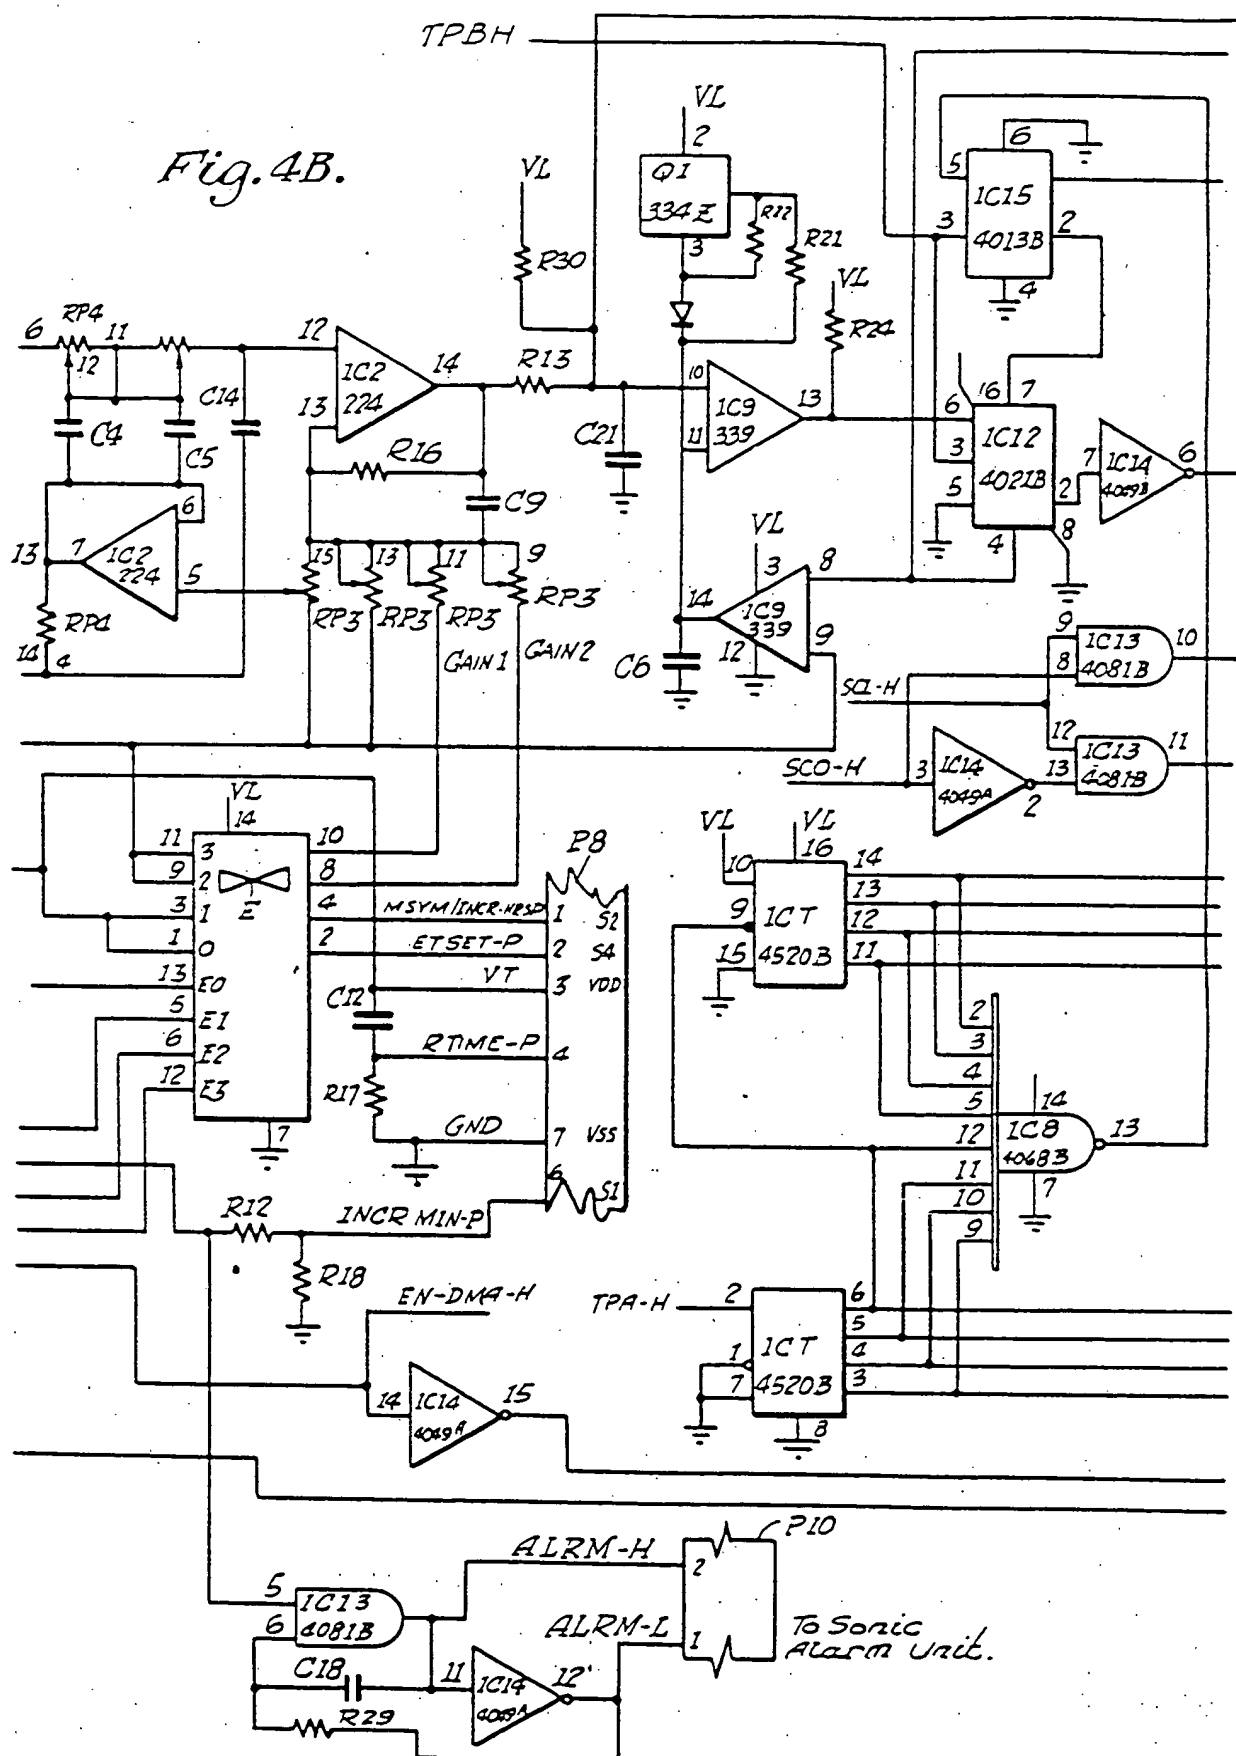 TPBH
Fig. 4B.
VL
2
Q1
334Z
3
R22
R21
VL
R30
VL
R24
6
5
IC15
3
4013B
2
4
6
RP4
11
12
C4
C5
C14
12
IC2
224
13
14
R13
R16
C9
C21
10
IC9
339
11
13
6
16
7
3
IC12
4021B
5
2
4
8
7
IC14
4049B
6
13
7
IC2
224
6
5
RP4
14
4
15
RP3
13
RP3
11
RP3
9
RP3
GAIN 1
GAIN 2
VL
3
14
IC9
339
12
8
9
C6
SCI-H
9
IC13
8
4081B
10
12
IC13
13
4081B
11
SCO-H
3
IC14
4049A
2
VL
14
11
3
9
2
3
1
1
0
13
E0
5
E1
6
E2
12
E3
E
10
8
4
2
7
MSYM/INCR-HRSP
ETSET-P
VT
C12
RTIME-P
R17
GND
INCR MIN-P
P8
1
S2
2
S4
3
VDD
4
7
VSS
6
S1
VL
10
VL
16
9
ICT
4520B
15
14
13
12
11
2
3
4
5
12
11
10
9
14
IC8
4068B
13
7
R12
R18
EN-DMA-H
14
IC14
4049A
15
TPA-H
2
ICT
1
4520B
7
6
5
4
3
8
ALRM-H
P10
2
5
IC13
6
4081B
ALRM-L
1
To Sonic
Alarm Unit.
C18
11
IC14
4049A
12
R29